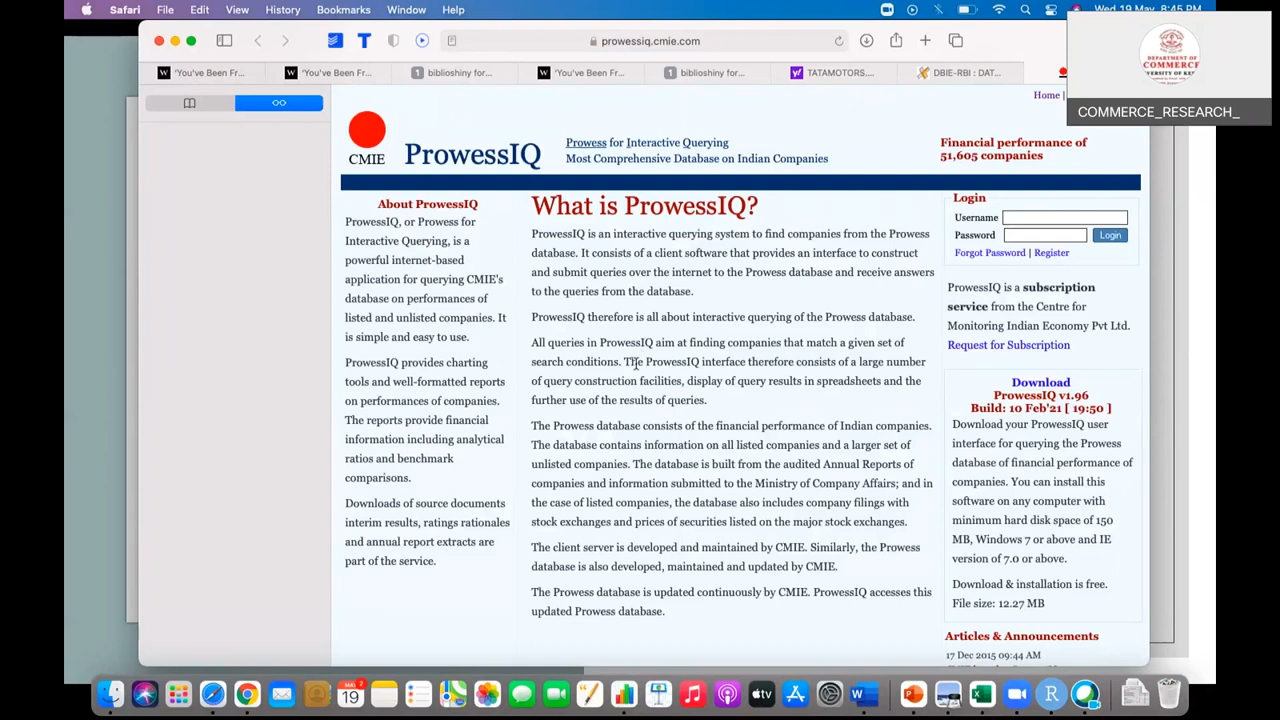 Safari File Edit View History Bookmarks Window Help
Wed 19 May 8:45 PM
prowessiq.cmie.com
'You've Been Fr...
'You've Been Fr...
biblioshiny for...
'You've Been Fr...
biblioshiny for...
TATAMOTORS....
DBIE-RBI : DAT...
DEPARTMENT OF
COMMERCE
COMMERCE_RESEARCH_
Home |
CMIE
ProwessIQ
Prowess for Interactive Querying
Most Comprehensive Database on Indian Companies
Financial performance of
51,605 companies
About ProwessIQ
ProwessIQ, or Prowess for
Interactive Querying, is a
powerful internet-based
application for querying CMIE's
database on performances of
listed and unlisted companies. It
is simple and easy to use.
ProwessIQ provides charting
tools and well-formatted reports
on performances of companies.
The reports provide financial
information including analytical
ratios and benchmark
comparisons.
Downloads of source documents
interim results, ratings rationales
and annual report extracts are
part of the service.
What is ProwessIQ?
ProwessIQ is an interactive querying system to find companies from the Prowess
database. It consists of a client software that provides an interface to construct
and submit queries over the internet to the Prowess database and receive answers
to the queries from the database.
ProwessIQ therefore is all about interactive querying of the Prowess database.
All queries in ProwessIQ aim at finding companies that match a given set of
search conditions. The ProwessIQ interface therefore consists of a large number
of query construction facilities, display of query results in spreadsheets and the
further use of the results of queries.
The Prowess database consists of the financial performance of Indian companies.
The database contains information on all listed companies and a larger set of
unlisted companies. The database is built from the audited Annual Reports of
companies and information submitted to the Ministry of Company Affairs; and in
the case of listed companies, the database also includes company filings with
stock exchanges and prices of securities listed on the major stock exchanges.
The client server is developed and maintained by CMIE. Similarly, the Prowess
database is also developed, maintained and updated by CMIE.
The Prowess database is updated continuously by CMIE. ProwessIQ accesses this
updated Prowess database.
Login
Username
Password Login
Forgot Password | Register
ProwessIQ is a subscription
service from the Centre for
Monitoring Indian Economy Pvt Ltd.
Request for Subscription
Download
ProwessIQ v1.96
Build: 10 Feb'21 [ 19:50 ]
Download your ProwessIQ user
interface for querying the Prowess
database of financial performance of
companies. You can install this
software on any computer with
minimum hard disk space of 150
MB, Windows 7 or above and IE
version of 7.0 or above.
Download & installation is free.
File size: 12.27 MB
Articles & Announcements
17 Dec 2015 09:44 AM